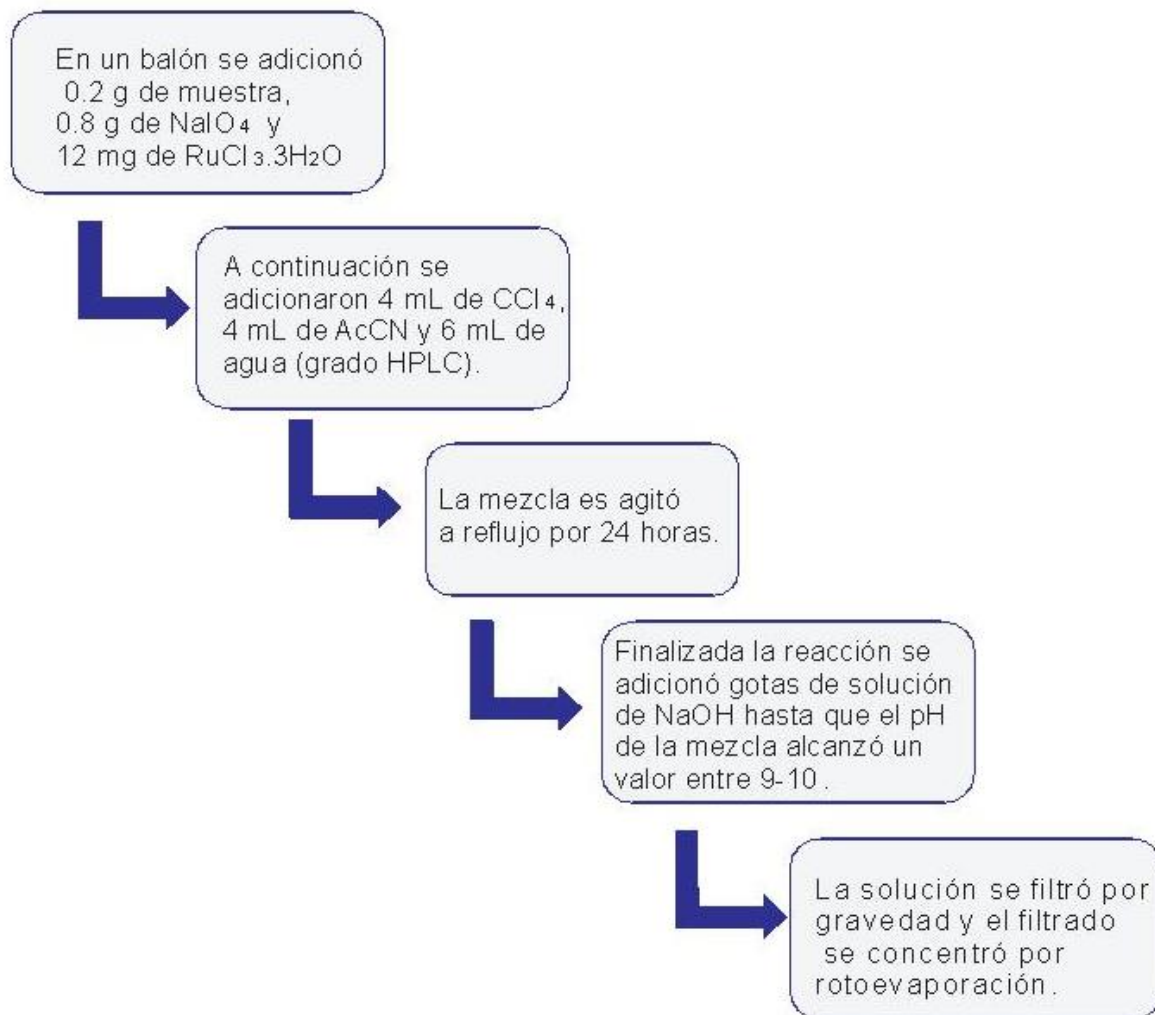 En un balón se adicionó
0.2 g de muestra,
0.8 g de NaIO₄ y
12 mg de RuCl₃.3H₂O
A continuación se
adicionaron 4 mL de CCl₄,
4 mL de AcCN y 6 mL de
agua (grado HPLC).
La mezcla es agitó
a reflujo por 24 horas.
Finalizada la reacción se
adicionó gotas de solución
de NaOH hasta que el pH
de la mezcla alcanzó un
valor entre 9-10.
La solución se filtró por
gravedad y el filtrado
se concentró por
rotoevaporación.